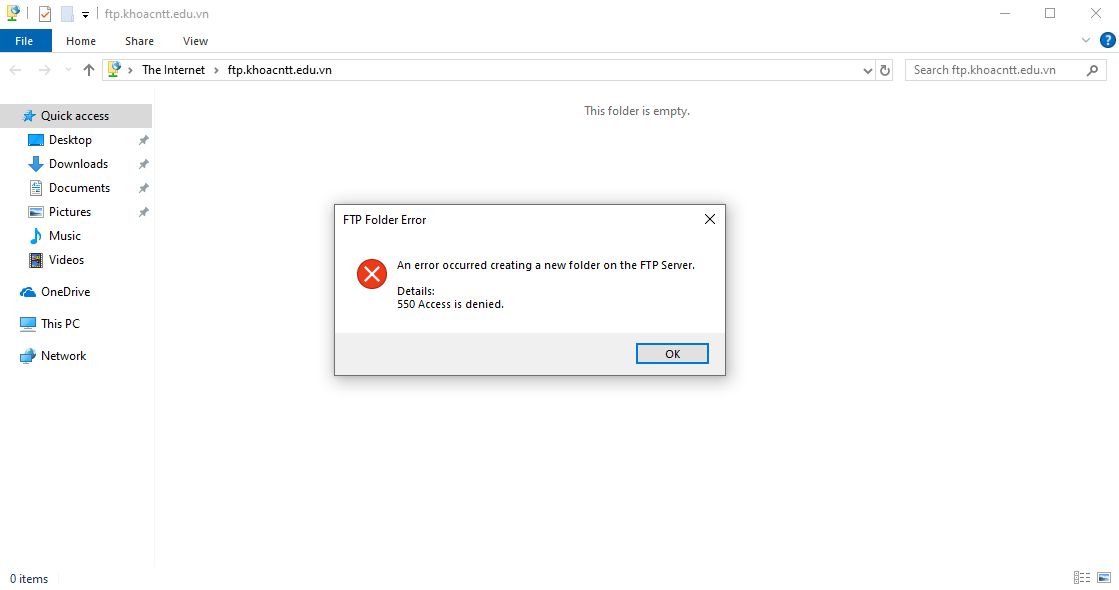 ftp.khoacntt.edu.vn
File Home Share View
The Internet ftp.khoacntt.edu.vn
Search ftp.khoacntt.edu.vn
Quick access
Desktop
Downloads
Documents
Pictures
Music
Videos
OneDrive
This PC
Network
This folder is empty.
FTP Folder Error
An error occurred creating a new folder on the FTP Server.
Details:
550 Access is denied.
OK
0 items